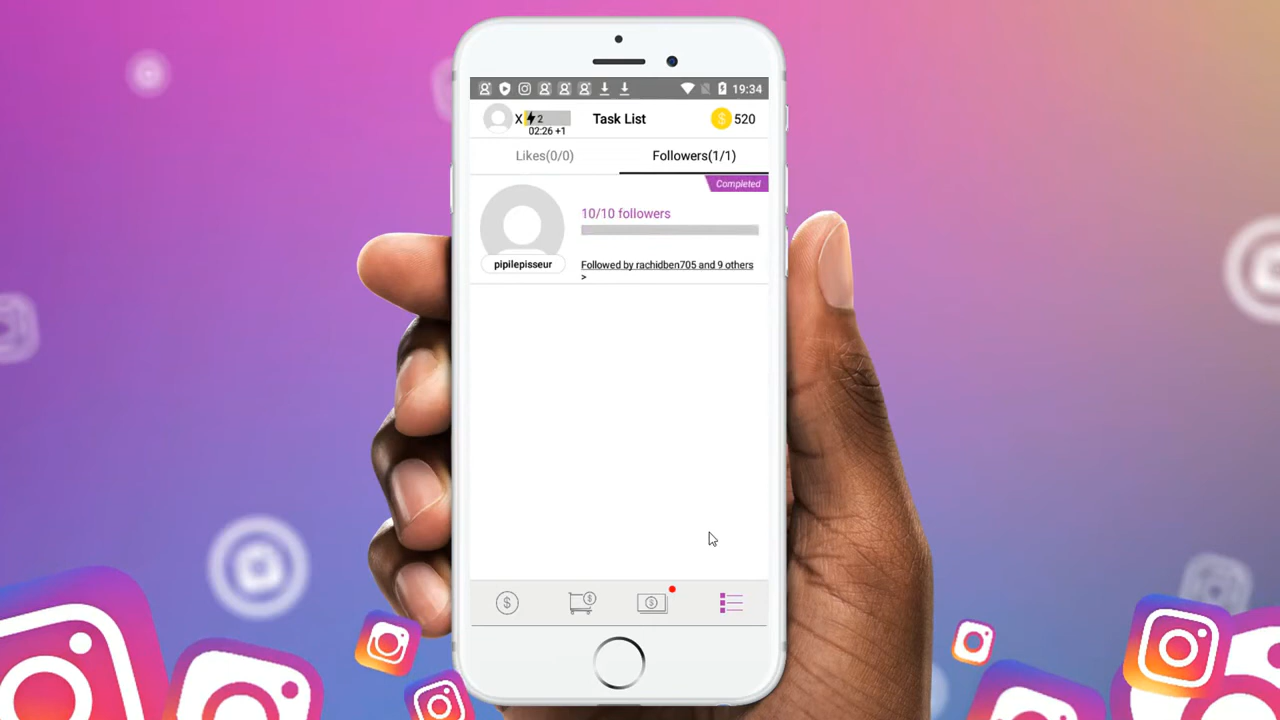 19:34
X 2
02:26 +1
Task List
$ 520
Likes(0/0)
Followers(1/1)
Completed
10/10 followers
pipilepisseur
Followed by rachidben705 and 9 others
>